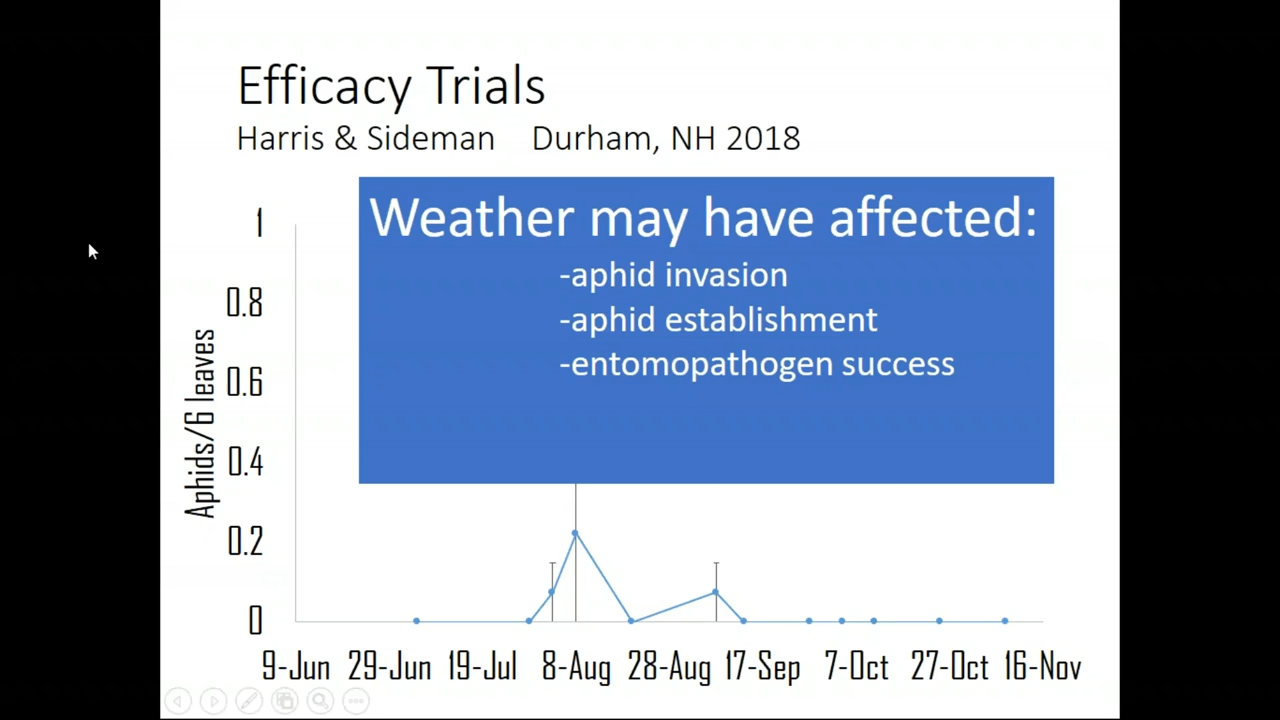 Efficacy Trials
Harris & Sideman Durham, NH 2018
Weather may have affected:
-aphid invasion
-aphid establishment
-entomopathogen success
Aphids/6 leaves
1
0.8
0.6
0.4
0.2
0
9-Jun 29-Jun 19-Jul 8-Aug 28-Aug 17-Sep 7-Oct 27-Oct 16-Nov